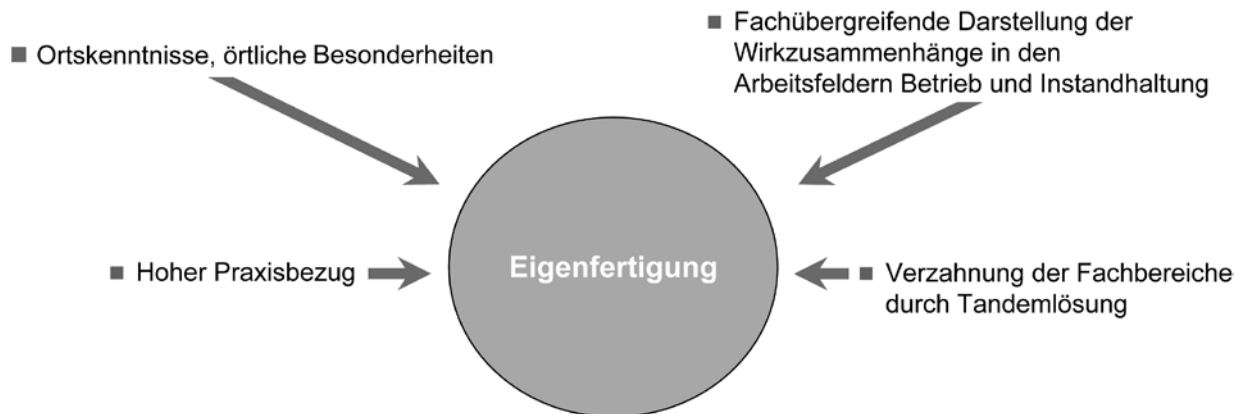 ■ Ortskenntnisse, örtliche Besonderheiten
■ Fachübergreifende Darstellung der
Wirkzusammenhänge in den
Arbeitsfeldern Betrieb und Instandhaltung
■ Hoher Praxisbezug
Eigenfertigung
■ Verzahnung der Fachbereiche
durch Tandemlösung